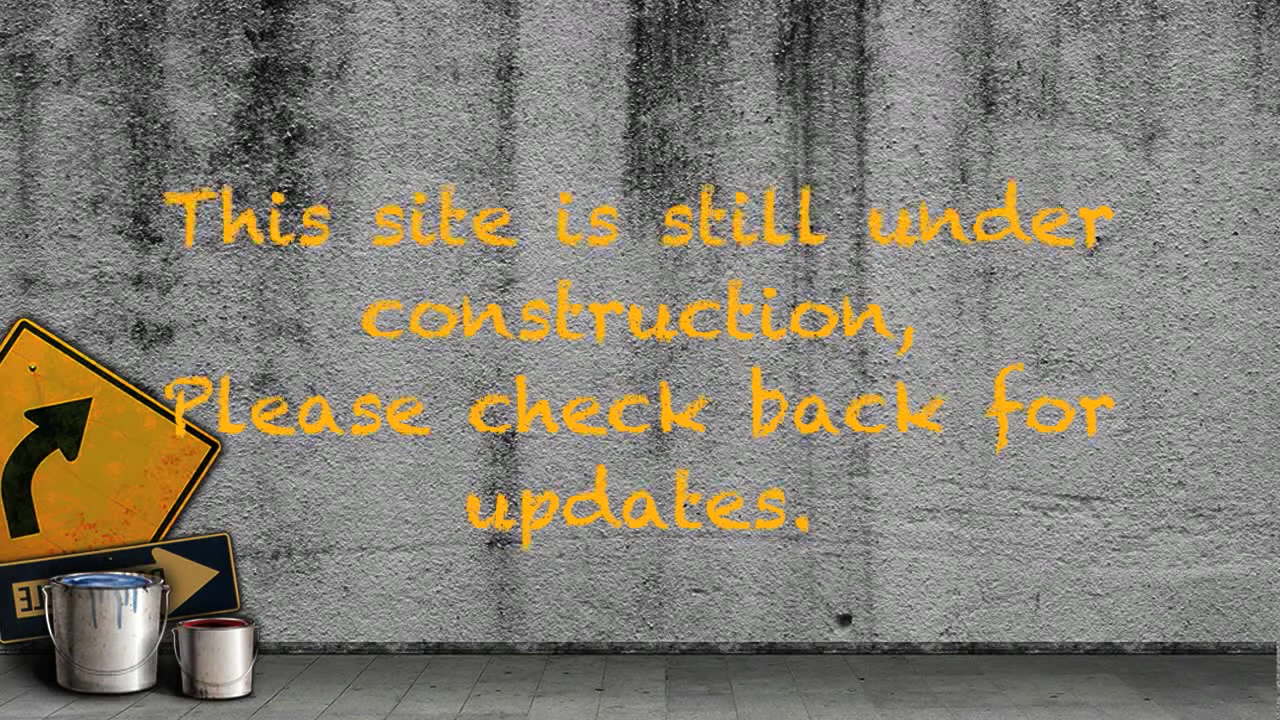 This site is still under
construction,
Please check back for
updates.